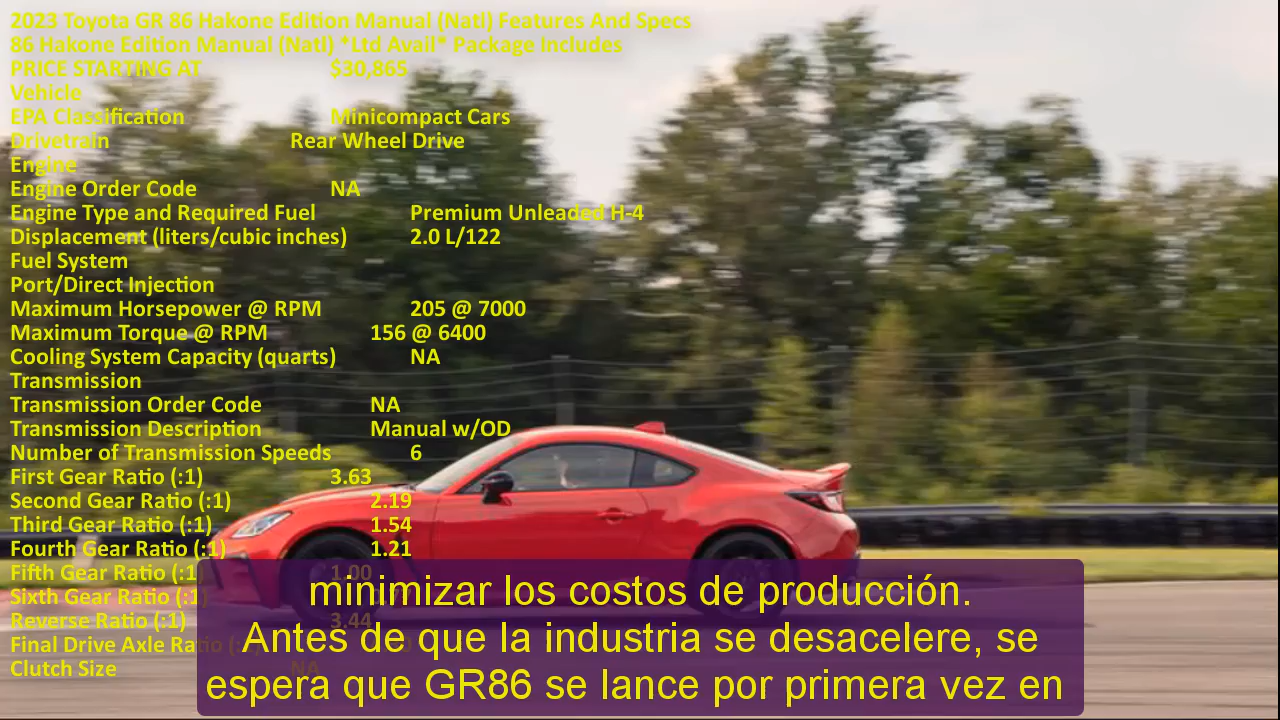 2023 Toyota GR 86 Hakone Edition Manual (Natl) Features And Specs
86 Hakone Edition Manual (Natl) *Ltd Avail* Package Includes
PRICE STARTING AT $30,865
Vehicle
EPA Classification Minicompact Cars
Drivetrain Rear Wheel Drive
Engine
Engine Order Code NA
Engine Type and Required Fuel Premium Unleaded H-4
Displacement (liters/cubic inches) 2.0 L/122
Fuel System
Port/Direct Injection
Maximum Horsepower @ RPM 205 @ 7000
Maximum Torque @ RPM 156 @ 6400
Cooling System Capacity (quarts) NA
Transmission
Transmission Order Code NA
Transmission Description Manual w/OD
Number of Transmission Speeds 6
First Gear Ratio (:1) 3.63
Second Gear Ratio (:1) 2.19
Third Gear Ratio (:1) 1.54
Fourth Gear Ratio (:1) 1.21
Fifth Gear Ratio (:1 1.00
Sixth Gear Ratio (:1)
Reverse Ratio (:1) 3.44
Final Drive Axle Ratio
Clutch Size NA
minimizar los costos de producción.
Antes de que la industria se desacelere, se
espera que GR86 se lance por primera vez en